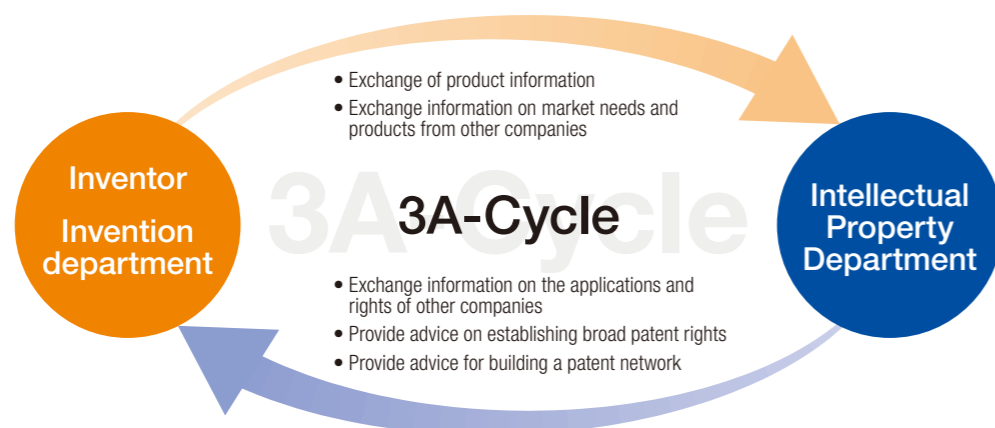 • Exchange of product information
• Exchange information on market needs and
products from other companies
Inventor
Invention
department
3A-Cycle
3A-Cycle
Intellectual
Property
Department
• Exchange information on the applications and
rights of other companies
• Provide advice on establishing broad patent rights
• Provide advice for building a patent network